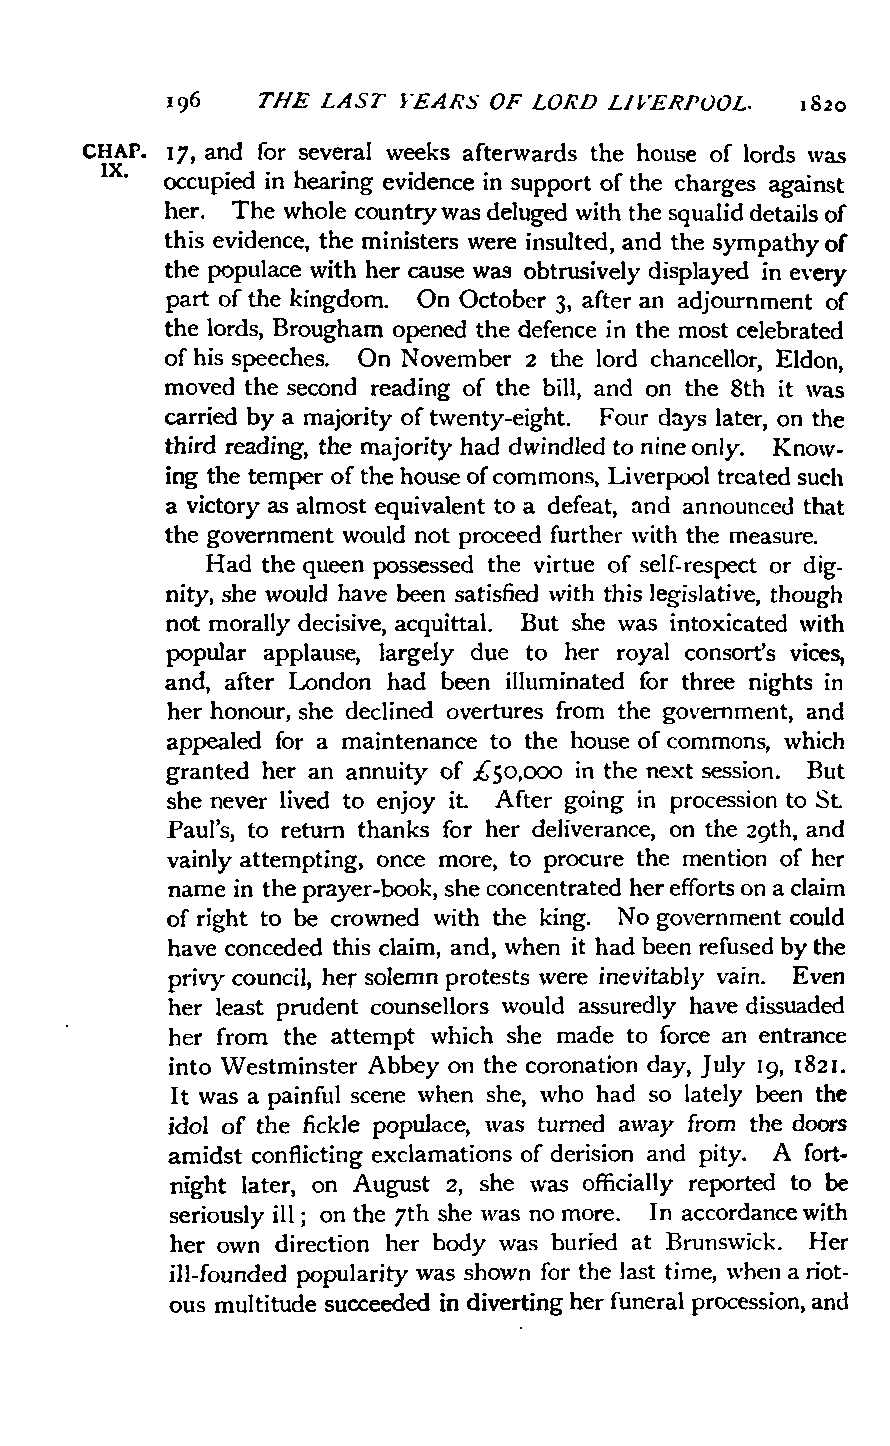 196 THE LAST YEARS OF LORD LIVERPOOL. 1820
CHAP. IX.
17, and for several weeks afterwards the house of lords was
occupied in hearing evidence in support of the charges against
her. The whole country was deluged with the squalid details of
this evidence, the ministers were insulted, and the sympathy of
the populace with her cause was obtrusively displayed in every
part of the kingdom. On October 3, after an adjournment of
the lords, Brougham opened the defence in the most celebrated
of his speeches. On November 2 the lord chancellor, Eldon,
moved the second reading of the bill, and on the 8th it was
carried by a majority of twenty-eight. Four days later, on the
third reading, the majority had dwindled to nine only. Know-
ing the temper of the house of commons, Liverpool treated such
a victory as almost equivalent to a defeat, and announced that
the government would not proceed further with the measure.
Had the queen possessed the virtue of self-respect or dig-
nity, she would have been satisfied with this legislative, though
not morally decisive, acquittal. But she was intoxicated with
popular applause, largely due to her royal consort's vices,
and, after London had been illuminated for three nights in
her honour, she declined overtures from the government, and
appealed for a maintenance to the house of commons, which
granted her an annuity of £50,000 in the next session. But
she never lived to enjoy it. After going in procession to St.
Paul's, to return thanks for her deliverance, on the 29th, and
vainly attempting, once more, to procure the mention of her
name in the prayer-book, she concentrated her efforts on a claim
of right to be crowned with the king. No government could
have conceded this claim, and, when it had been refused by the
privy council, her solemn protests were inevitably vain. Even
her least prudent counsellors would assuredly have dissuaded
her from the attempt which she made to force an entrance
into Westminster Abbey on the coronation day, July 19, 1821.
It was a painful scene when she, who had so lately been the
idol of the fickle populace, was turned away from the doors
amidst conflicting exclamations of derision and pity. A fort-
night later, on August 2, she was officially reported to be
seriously ill; on the 7th she was no more. In accordance with
her own direction her body was buried at Brunswick. Her
ill-founded popularity was shown for the last time, when a riot-
ous multitude succeeded in diverting her funeral procession, and